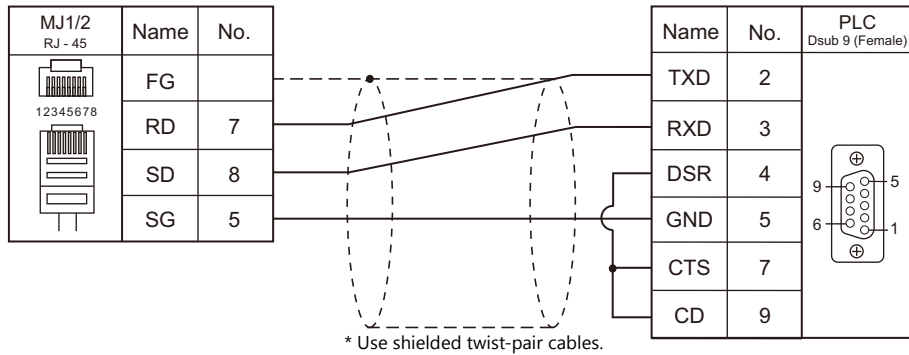 MJ1/2
RJ - 45
Name
No.
12345678
FG
RD
7
SD
8
SG
5
Name
No.
PLC
Dsub 9 (Female)
TXD
2
RXD
3
DSR
4
GND
5
CTS
7
CD
9
9
5
6
1
* Use shielded twist-pair cables.